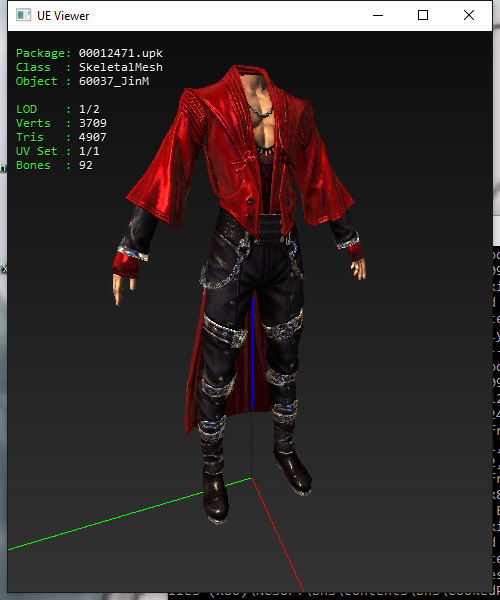 UE Viewer
Package: 00012471.upk
Class : SkeletalMesh
Object : 60037_JinM
LOD : 1/2
Verts : 3709
Tris : 4907
UV Set : 1/1
Bones : 92